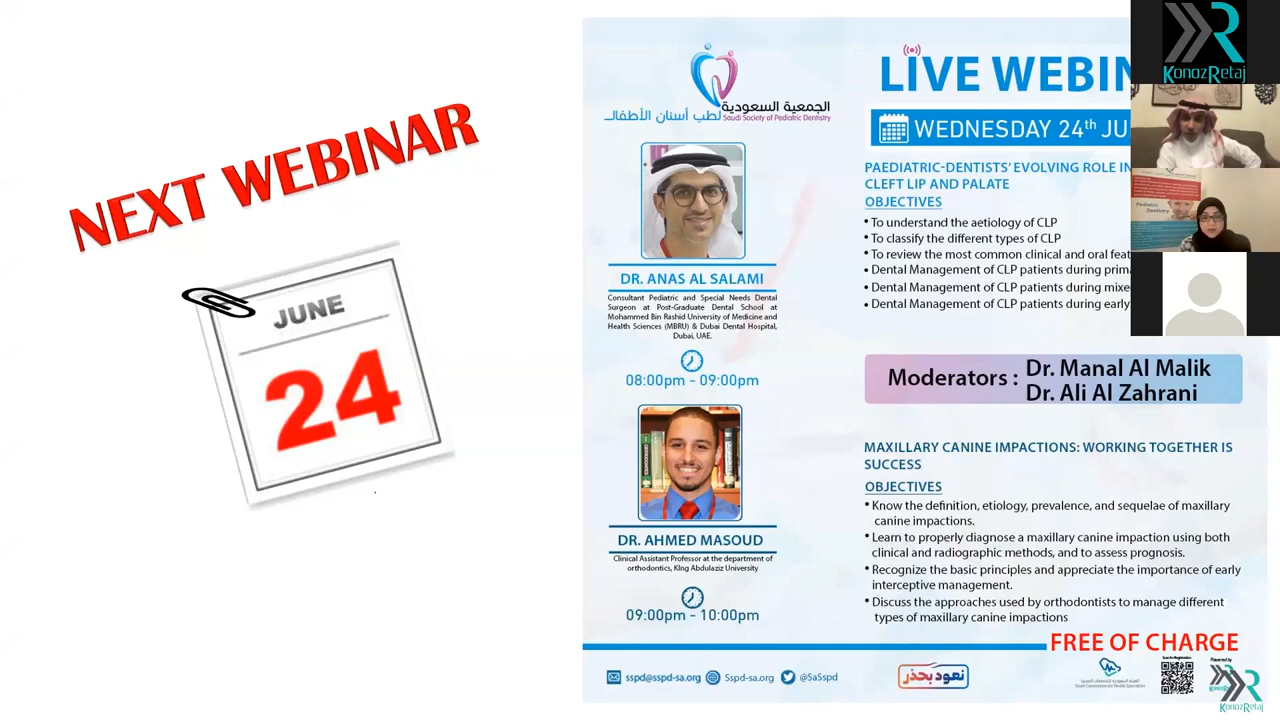 NEXT WEBINAR
JUNE
24
الجمعية السعودية
لطب أسنان الأطفال
Saudi Society of Pediatric Dentistry
LIVE WEBIN
WEDNESDAY 24th JU
PAEDIATRIC-DENTISTS' EVOLVING ROLE IN
CLEFT LIP AND PALATE
OBJECTIVES
• To understand the aetiology of CLP
• To classify the different types of CLP
• To review the most common clinical and oral feat
• Dental Management of CLP patients during prim
• Dental Management of CLP patients during mixe
• Dental Management of CLP patients during early
DR. ANAS AL SALAMI
Consultant Pediatric and Special Needs Dental
Surgeon at Post-Graduate Dental School at
Mohammed Bin Rashid University of Medicine and
Health Sciences (MBRU) & Dubai Dental Hospital,
Dubai, UAE.
08:00pm - 09:00pm
Moderators : Dr. Manal Al Malik
Dr. Ali Al Zahrani
DR. AHMED MASOUD
Clinical Assistant Professor at the department of
orthodontics, KIng Abdulaziz University
09:00pm - 10:00pm
MAXILLARY CANINE IMPACTIONS: WORKING TOGETHER IS
SUCCESS
OBJECTIVES
• Know the definition, etiology, prevalence, and sequelae of maxillary
canine impactions.
• Learn to properly diagnose a maxillary canine impaction using both
clinical and radiographic methods, and to assess prognosis.
• Recognize the basic principles and appreciate the importance of early
interceptive management.
• Discuss the approaches used by orthodontists to manage different
types of maxillary canine impactions
FREE OF CHARGE
sspd@sspd-sa.org
Sspd-sa.org
@SaSspd
نعود بحذر
Powered by
KonozRetaj
KonozRetaj
Pediatric
Dentistry